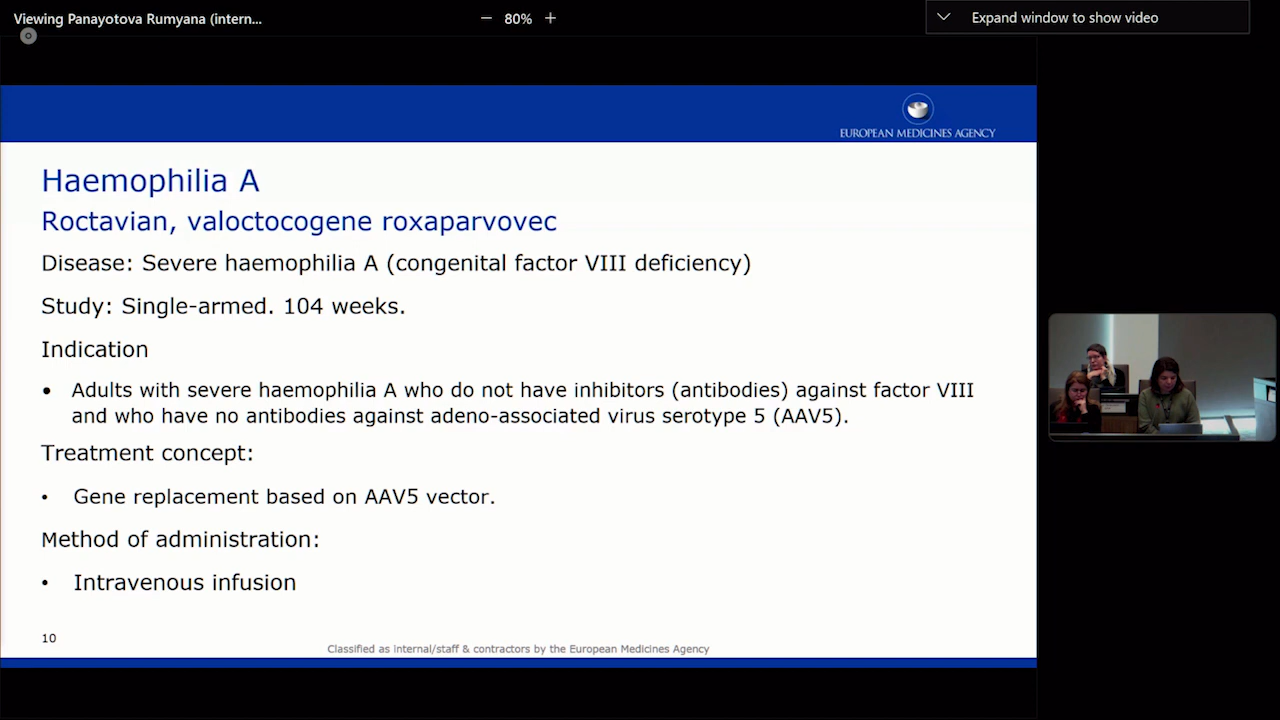 Viewing Panayotova Rumyana (intern...
80%
Expand window to show video
EUROPEAN MEDICINES AGENCY
Haemophilia A
Roctavian, valoctocogene roxaparvovec
Disease: Severe haemophilia A (congenital factor VIII deficiency)
Study: Single-armed. 104 weeks.
Indication
• Adults with severe haemophilia A who do not have inhibitors (antibodies) against factor VIII
and who have no antibodies against adeno-associated virus serotype 5 (AAV5).
Treatment concept:
• Gene replacement based on AAV5 vector.
Method of administration:
• Intravenous infusion
10
Classified as internal/staff & contractors by the European Medicines Agency